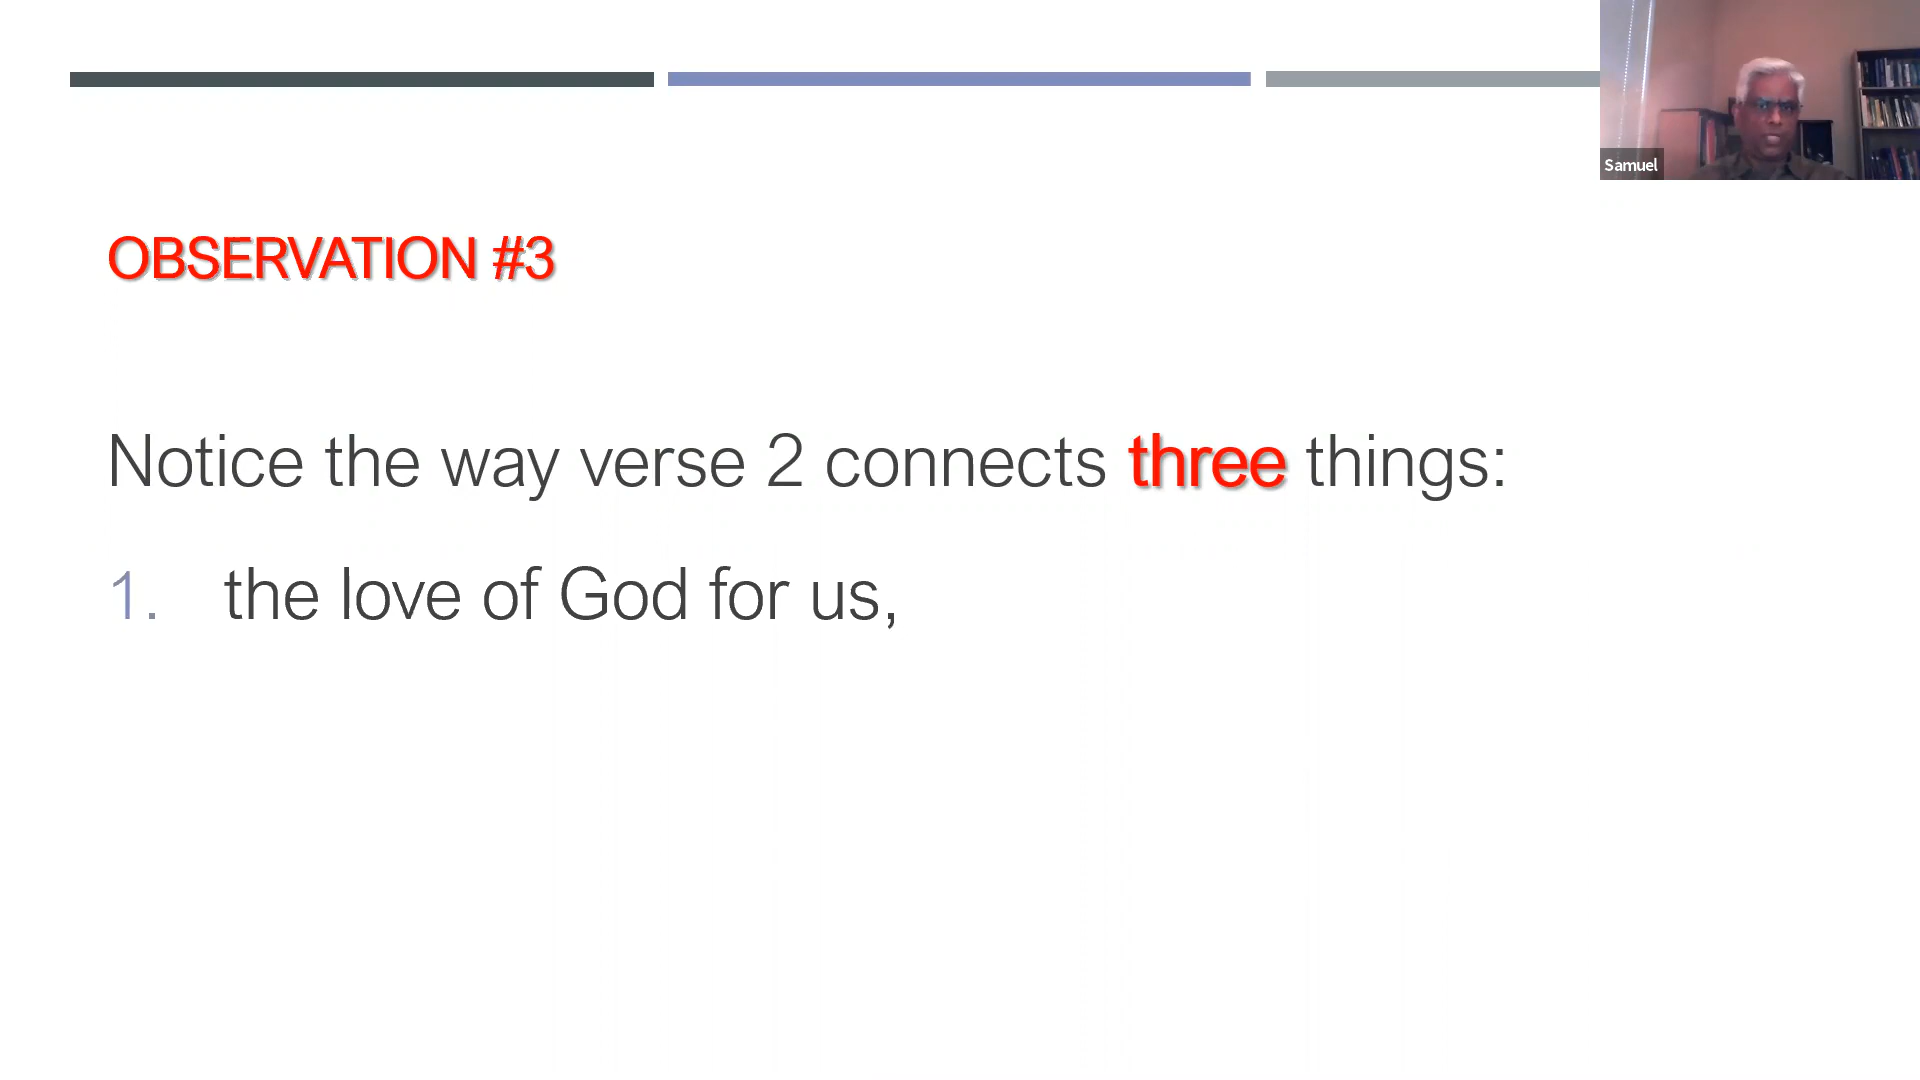 Samuel
OBSERVATION #3
Notice the way verse 2 connects three things:
1. the love of God for us,